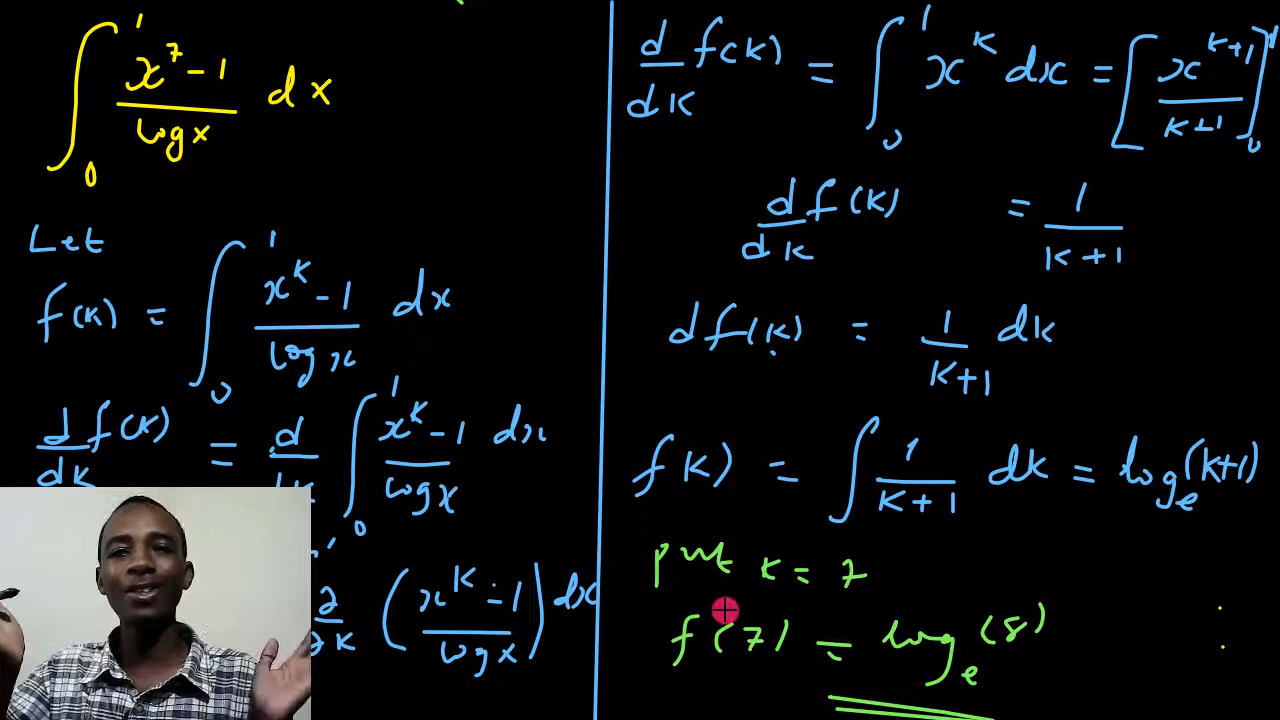 ∫₀¹ (x⁷ - 1)/(log x) dx
Let
f(k) = ∫₀¹ (xᵏ - 1)/(log x) dx
d/dk f(k) = d/dk ∫₀¹ (xᵏ - 1)/(log x) dx
∂/∂k ((xᵏ - 1)/(log x)) dx
d/dk f(k) = ∫₀¹ xᵏ dx = [xᵏ⁺¹/(k+1)]₀¹
d/dk f(k) = 1/(k+1)
df(k) = 1/(k+1) dk
f k) = ∫ 1/(k+1) dk = logₑ(k+1)
put k = 7
f(7) = logₑ(8)